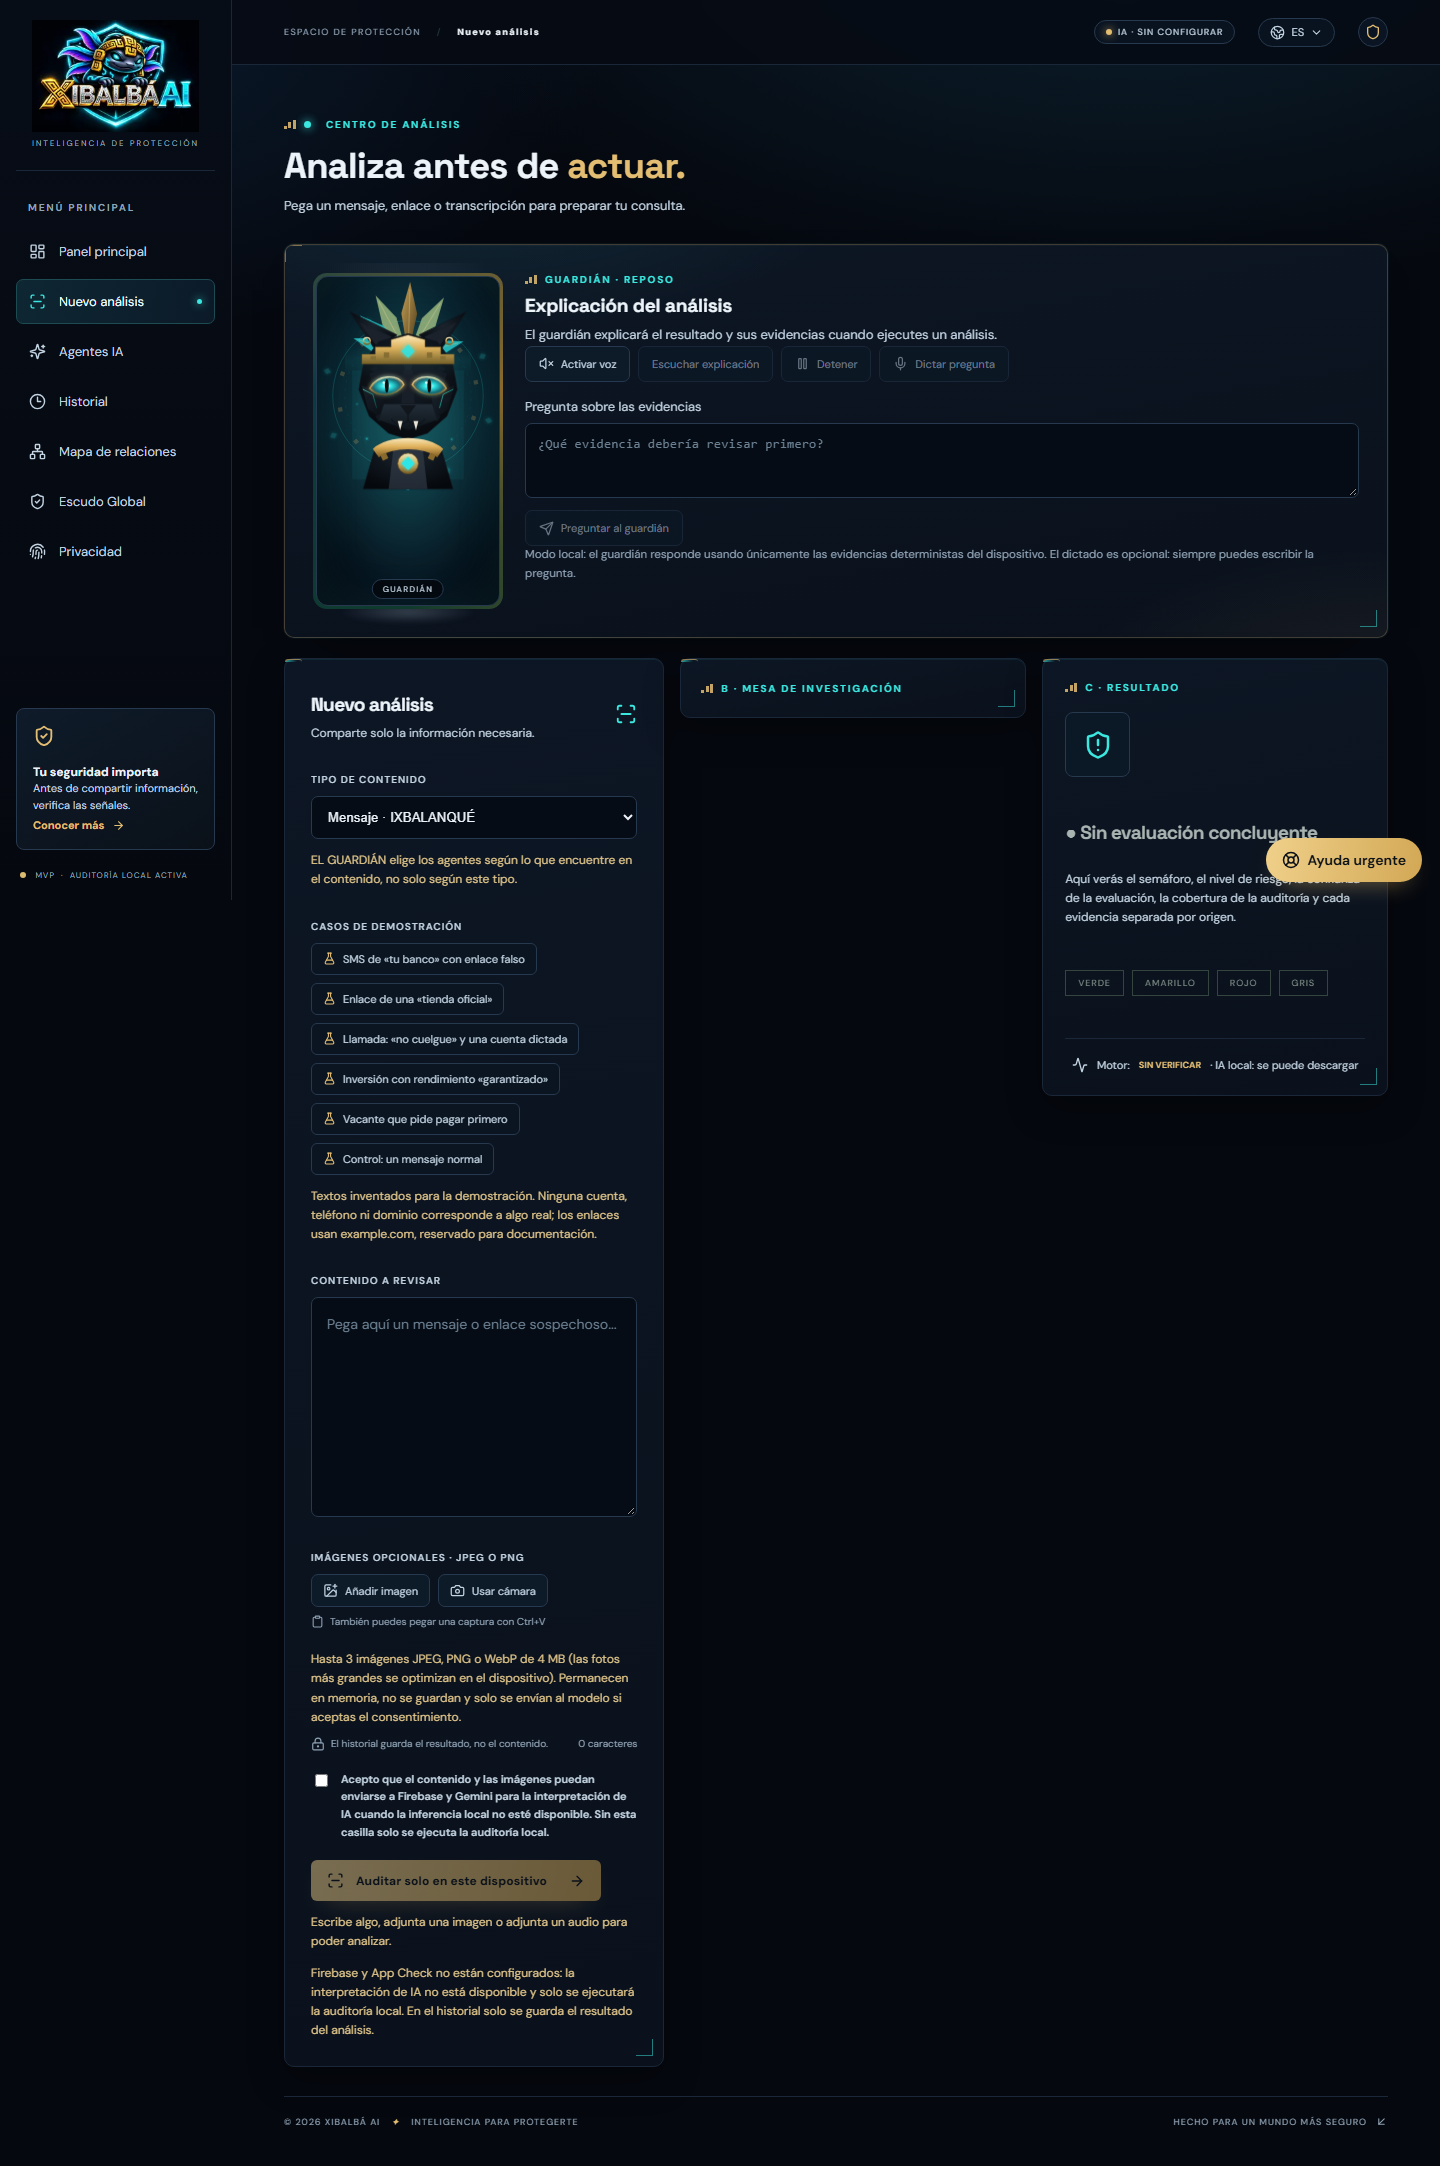 XIBALBÁ AI
INTELIGENCIA DE PROTECCIÓN
MENÚ PRINCIPAL
Panel principal
Nuevo análisis
Agentes IA
Historial
Mapa de relaciones
Escudo Global
Privacidad
Tu seguridad importa
Antes de compartir información,
verifica las señales.
Conocer más →
MVP · AUDITORÍA LOCAL ACTIVA
ESPACIO DE PROTECCIÓN / Nuevo análisis
IA · SIN CONFIGURAR
ES
CENTRO DE ANÁLISIS
Analiza antes de actuar.
Pega un mensaje, enlace o transcripción para preparar tu consulta.
GUARDIÁN
GUARDIÁN · REPOSO
Explicación del análisis
El guardián explicará el resultado y sus evidencias cuando ejecutes un análisis.
Activar voz Escuchar explicación Detener Dictar pregunta
Pregunta sobre las evidencias
¿Qué evidencia debería revisar primero?
Preguntar al guardián
Modo local: el guardián responde usando únicamente las evidencias deterministas del dispositivo. El dictado es opcional: siempre puedes escribir la
pregunta.
Nuevo análisis
Comparte solo la información necesaria.
TIPO DE CONTENIDO
Mensaje · IXBALANQUÉ
EL GUARDIÁN elige los agentes según lo que encuentre en
el contenido, no solo según este tipo.
CASOS DE DEMOSTRACIÓN
SMS de «tu banco» con enlace falso
Enlace de una «tienda oficial»
Llamada: «no cuelgue» y una cuenta dictada
Inversión con rendimiento «garantizado»
Vacante que pide pagar primero
Control: un mensaje normal
Textos inventados para la demostración. Ninguna cuenta,
teléfono ni dominio corresponde a algo real; los enlaces
usan example.com, reservado para documentación.
CONTENIDO A REVISAR
Pega aquí un mensaje o enlace sospechoso...
IMÁGENES OPCIONALES · JPEG O PNG
Añadir imagen Usar cámara
También puedes pegar una captura con Ctrl+V
Hasta 3 imágenes JPEG, PNG o WebP de 4 MB (las fotos
más grandes se optimizan en el dispositivo). Permanecen
en memoria, no se guardan y solo se envían al modelo si
aceptas el consentimiento.
El historial guarda el resultado, no el contenido. 0 caracteres
Acepto que el contenido y las imágenes puedan
enviarse a Firebase y Gemini para la interpretación de
IA cuando la inferencia local no esté disponible. Sin esta
casilla solo se ejecuta la auditoría local.
Auditar solo en este dispositivo →
Escribe algo, adjunta una imagen o adjunta un audio para
poder analizar.
Firebase y App Check no están configurados: la
interpretación de IA no está disponible y solo se ejecutará
la auditoría local. En el historial solo se guarda el resultado
del análisis.
B · MESA DE INVESTIGACIÓN
C · RESULTADO
● Sin evaluación concluyente
Ayuda urgente
Aquí verás el semáforo, el nivel de
de la evaluación, la cobertura de la auditoría y cada
evidencia separada por origen.
VERDE AMARILLO ROJO GRIS
Motor: SIN VERIFICAR · IA local: se puede descargar
© 2026 XIBALBÁ AI ✦ INTELIGENCIA PARA PROTEGERTE
HECHO PARA UN MUNDO MÁS SEGURO